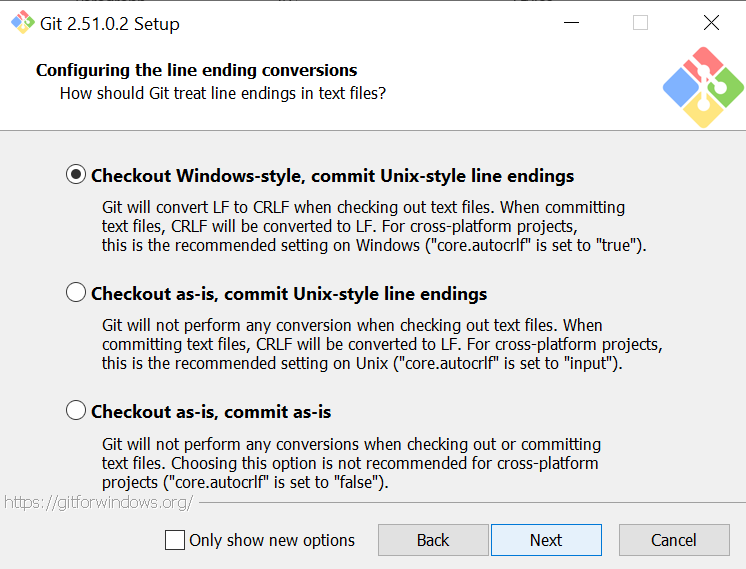 Git 2.51.0.2 Setup
Configuring the line ending conversions
How should Git treat line endings in text files?
Checkout Windows-style, commit Unix-style line endings
Git will convert LF to CRLF when checking out text files. When committing
text files, CRLF will be converted to LF. For cross-platform projects,
this is the recommended setting on Windows ("core.autocrlf" is set to "true").
Checkout as-is, commit Unix-style line endings
Git will not perform any conversion when checking out text files. When
committing text files, CRLF will be converted to LF. For cross-platform projects,
this is the recommended setting on Unix ("core.autocrlf" is set to "input").
Checkout as-is, commit as-is
Git will not perform any conversions when checking out or committing
text files. Choosing this option is not recommended for cross-platform
projects ("core.autocrlf" is set to "false").
https://gitforwindows.org/
Only show new options
Back
Next
Cancel